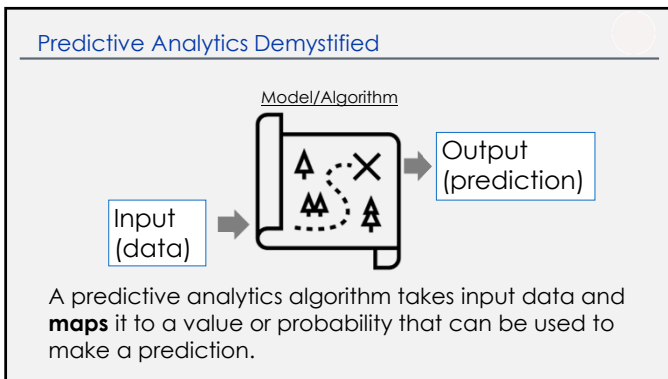 Predictive Analytics Demystified
Model/Algorithm
Output
(prediction)
Input
(data)
A predictive analytics algorithm takes input data and
maps it to a value or probability that can be used to
make a prediction.